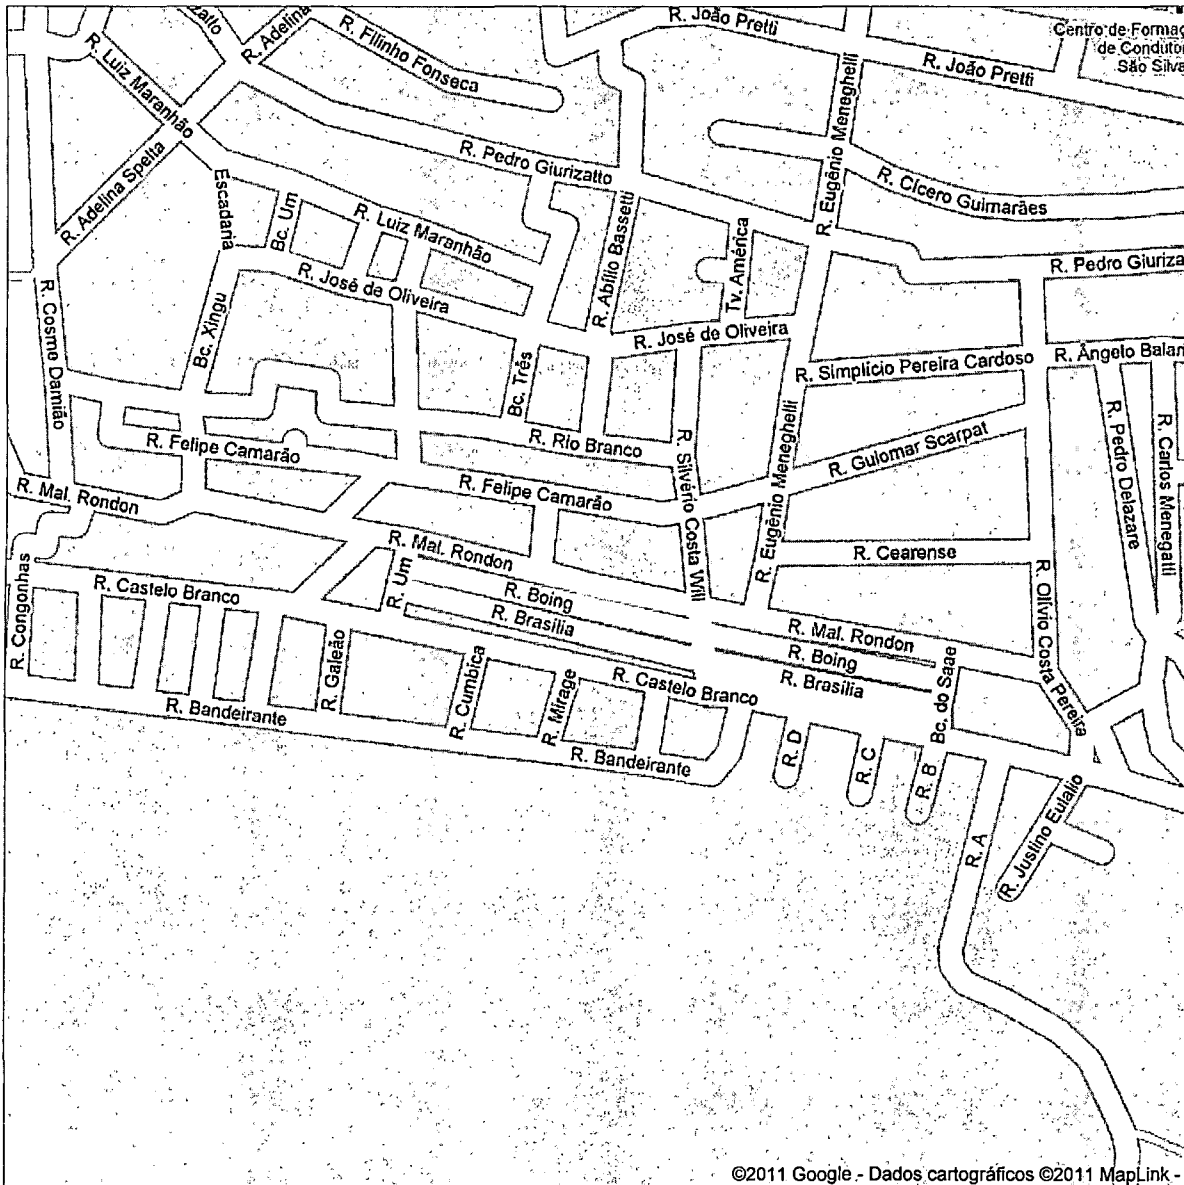 R. João Pretti
Centro de Formaç
de Condutor
São Silva
zatto
R. Adelina
R. Filinho Fonseca
R. Luiz Maranhão
R. João Pretti
R. Eugênio Meneghelli
R. Pedro Giurizatto
R. Adelina Spelta
Escadaria
Bc. Um
R. Luiz Maranhão
R. Cícero Guimarães
R. Abílio Bassetti
Tv. América
R. Pedro Giuriza
R. José de Oliveira
R. Cosme Damião
Bc. Xingu
R. José de Oliveira
R. Simplício Pereira Cardoso
R. Ângelo Balan
Bc. Três
R. Felipe Camarão
R. Rio Branco
R. Silvério Costa Will
R. Eugênio Meneghelli
R. Guiomar Scarpat
R. Pedro Delazare
R. Carlos Menegatti
R. Mal. Rondon
R. Felipe Camarão
R. Mal. Rondon
R. Cearense
R. Congonhas
R. Castelo Branco
R. Um
R. Boing
R. Brasília
R. Olívio Costa Pereira
R. Mal. Rondon
R. Boing
R. Brasília
R. Galeão
R. Cumbica
R. Mirage
R. Castelo Branco
Bc. do Saae
R. Bandeirante
R. Bandeirante
R. D
R. C
R. B
R. A
R. Justino Eutalio
©2011 Google - Dados cartográficos ©2011 MapLink -